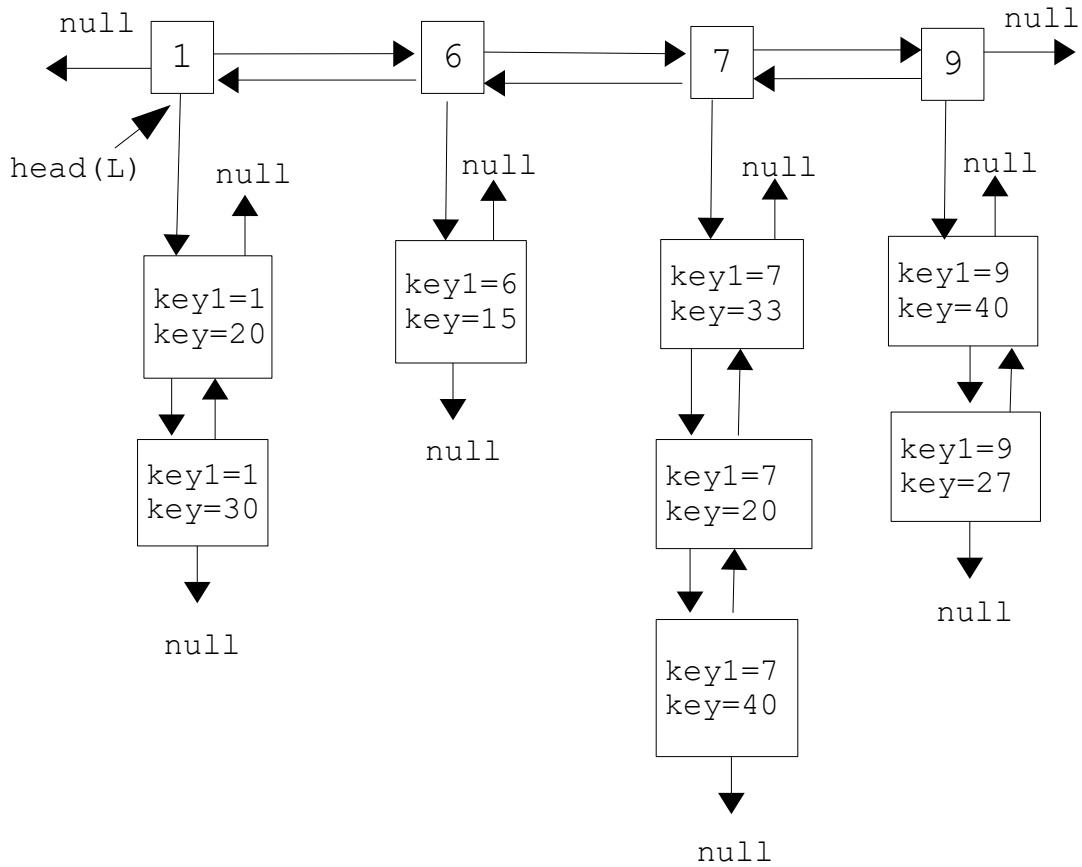 null
null
1
6
7
9
head(L)
null
null
null
null
key1=1
key=20
key1=6
key=15
key1=7
key=33
key1=9
key=40
null
key1=1
key=30
key1=7
key=20
key1=9
key=27
null
null
key1=7
key=40
null